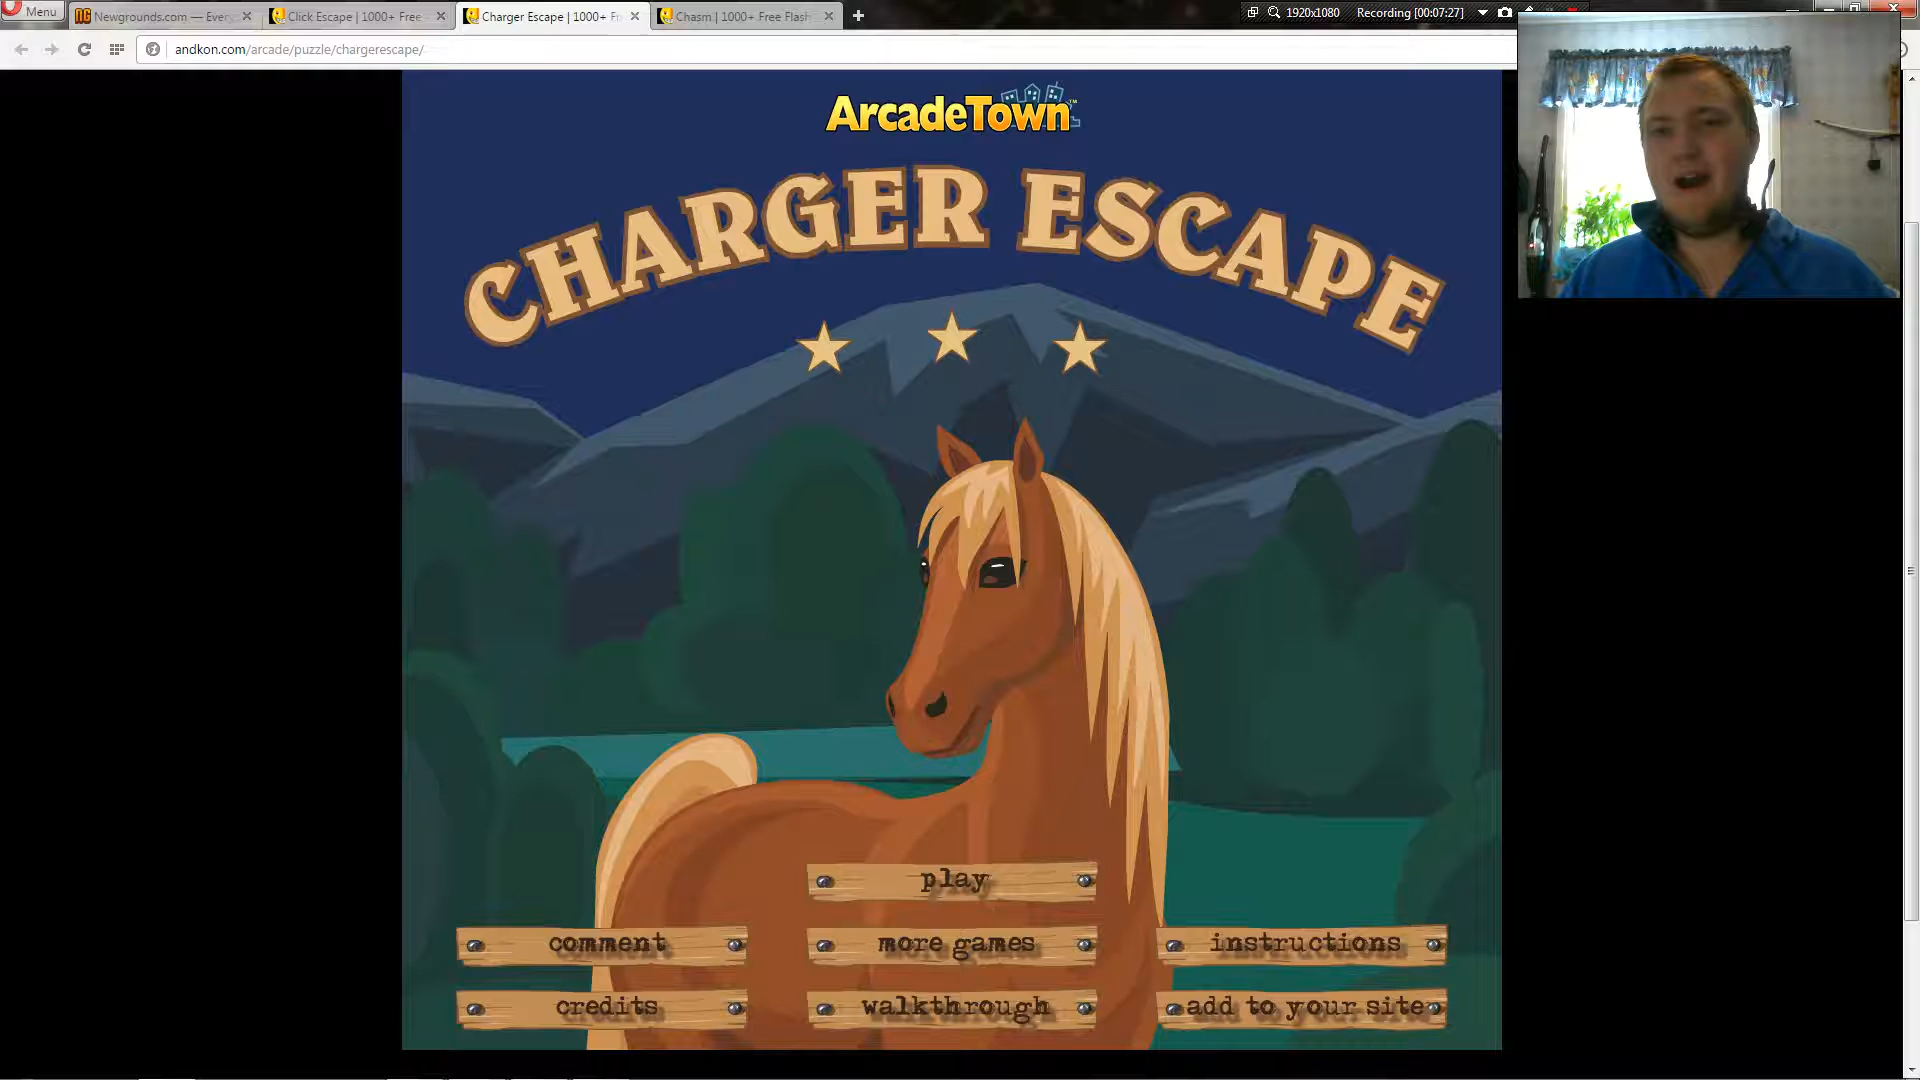 Menu
Newgrounds.com — Every
Click Escape | 1000+ Free
Charger Escape | 1000+ Fr
Chasm | 1000+ Free Flash
1920x1080
Recording [00:07:27]
andkon.com/arcade/puzzle/chargerescape/
ArcadeTown™
CHARGER ESCAPE
play
comment
more games
instructions
credits
walkthrough
add to your site